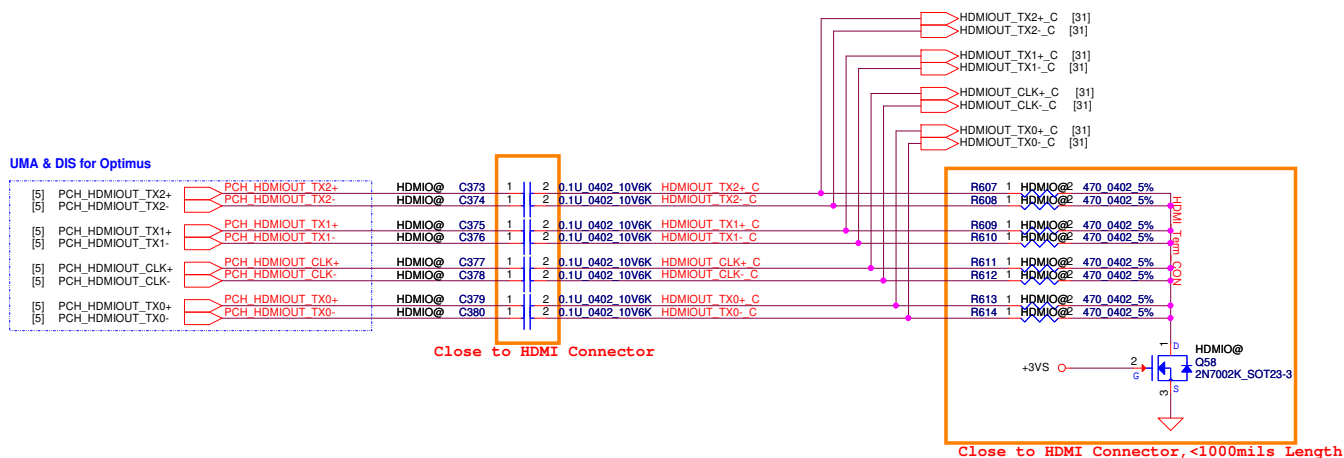 HDMIOUT_TX2+_C [31]
HDMIOUT_TX2-_C [31]
HDMIOUT_TX1+_C [31]
HDMIOUT_TX1-_C [31]
HDMIOUT_CLK+_C [31]
HDMIOUT_CLK-_C [31]
HDMIOUT_TX0+_C [31]
HDMIOUT_TX0-_C [31]
UMA & DIS for Optimus
[5] PCH_HDMIOUT_TX2+ PCH_HDMIOUT_TX2+ HDMIO@ C373 1 2 0.1U_0402_10V6K HDMIOUT_TX2+_C R607 1 HDMIO@ 2 470_0402_5%
[5] PCH_HDMIOUT_TX2- PCH_HDMIOUT_TX2- HDMIO@ C374 1 2 0.1U_0402_10V6K HDMIOUT_TX2-_C R608 1 HDMIO@ 2 470_0402_5%
[5] PCH_HDMIOUT_TX1+ PCH_HDMIOUT_TX1+ HDMIO@ C375 1 2 0.1U_0402_10V6K HDMIOUT_TX1+_C R609 1 HDMIO@ 2 470_0402_5%
[5] PCH_HDMIOUT_TX1- PCH_HDMIOUT_TX1- HDMIO@ C376 1 2 0.1U_0402_10V6K HDMIOUT_TX1-_C R610 1 HDMIO@ 2 470_0402_5%
[5] PCH_HDMIOUT_CLK+ PCH_HDMIOUT_CLK+ HDMIO@ C377 1 2 0.1U_0402_10V6K HDMIOUT_CLK+_C R611 1 HDMIO@ 2 470_0402_5%
[5] PCH_HDMIOUT_CLK- PCH_HDMIOUT_CLK- HDMIO@ C378 1 2 0.1U_0402_10V6K HDMIOUT_CLK-_C R612 1 HDMIO@ 2 470_0402_5%
[5] PCH_HDMIOUT_TX0+ PCH_HDMIOUT_TX0+ HDMIO@ C379 1 2 0.1U_0402_10V6K HDMIOUT_TX0+_C R613 1 HDMIO@ 2 470_0402_5%
[5] PCH_HDMIOUT_TX0- PCH_HDMIOUT_TX0- HDMIO@ C380 1 2 0.1U_0402_10V6K HDMIOUT_TX0-_C R614 1 HDMIO@ 2 470_0402_5%
HDMI_Term_CON
Close to HDMI Connector
1 D HDMIO@
+3VS 2 G Q58
2N7002K_SOT23-3
3 S
Close to HDMI Connector,<1000mils Length